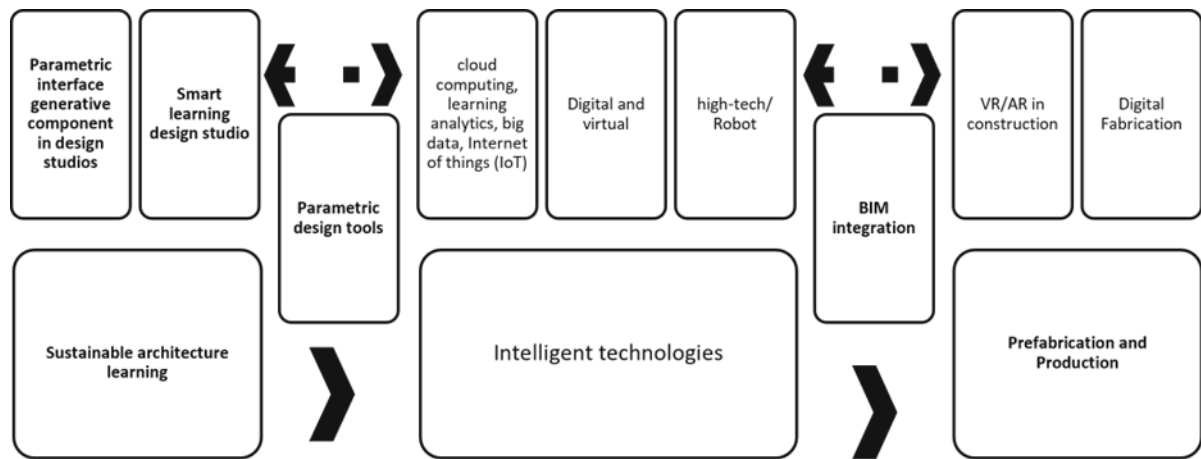 Parametric
interface
generative
component
in design
studios
Smart
learning
design studio
Parametric
design tools
cloud
computing,
learning
analytics, big
data, Internet
of things (IoT)
Digital and
virtual
high-tech/
Robot
BIM
integration
VR/AR in
construction
Digital
Fabrication
Sustainable architecture
learning
Intelligent technologies
Prefabrication and
Production